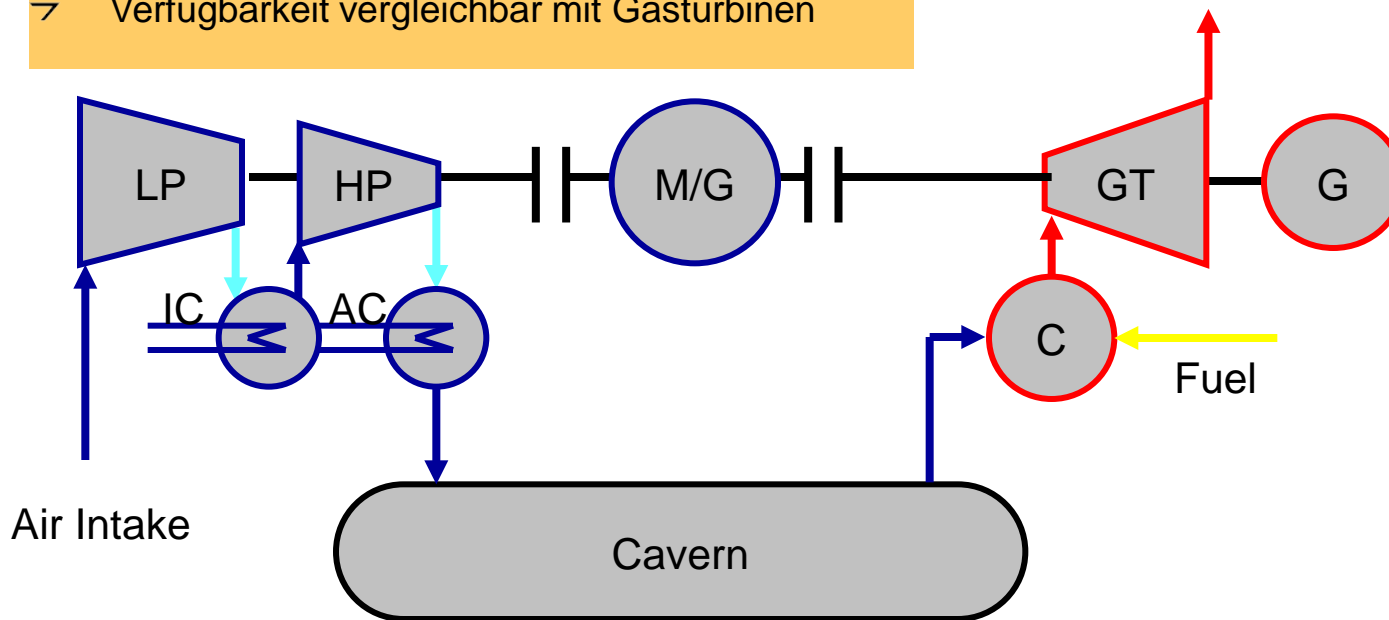 → Verfügbarkeit vergleichbar mit Gasturbinen
LP
HP
M/G
GT
G
IC
AC
C
Fuel
Air Intake
Cavern